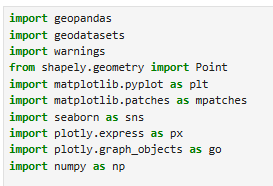 import geopandas
import geodatasets
import warnings
from shapely.geometry import Point
import matplotlib.pyplot as plt
import matplotlib.patches as mpatches
import seaborn as sns
import plotly.express as px
import plotly.graph_objects as go
import numpy as np